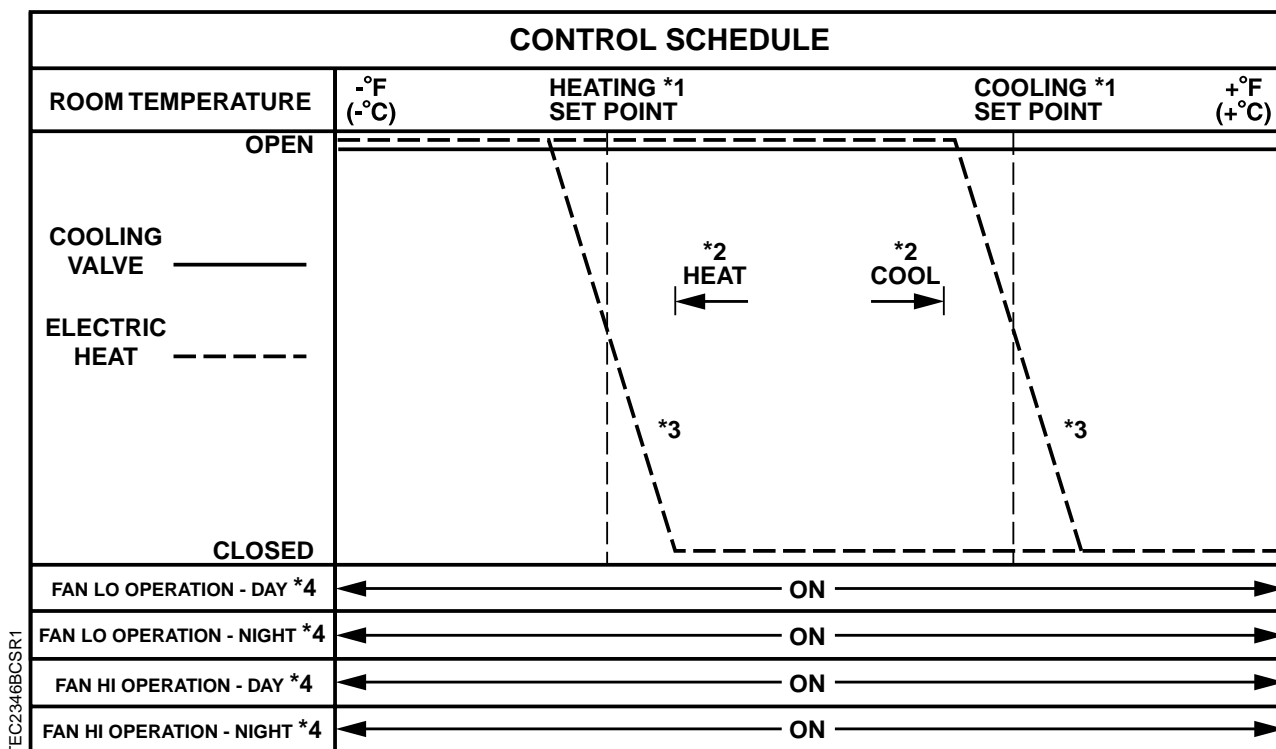 CONTROL SCHEDULE
ROOM TEMPERATURE
-°F
(-°C)
HEATING *1
SET POINT
COOLING *1
SET POINT
+°F
(+°C)
OPEN
COOLING
VALVE
ELECTRIC
HEAT
*2
HEAT
*2
COOL
*3
*3
CLOSED
FAN LO OPERATION - DAY *4
ON
FAN LO OPERATION - NIGHT *4
ON
FAN HI OPERATION - DAY *4
ON
FAN HI OPERATION - NIGHT *4
ON
TEC2346BCSR1